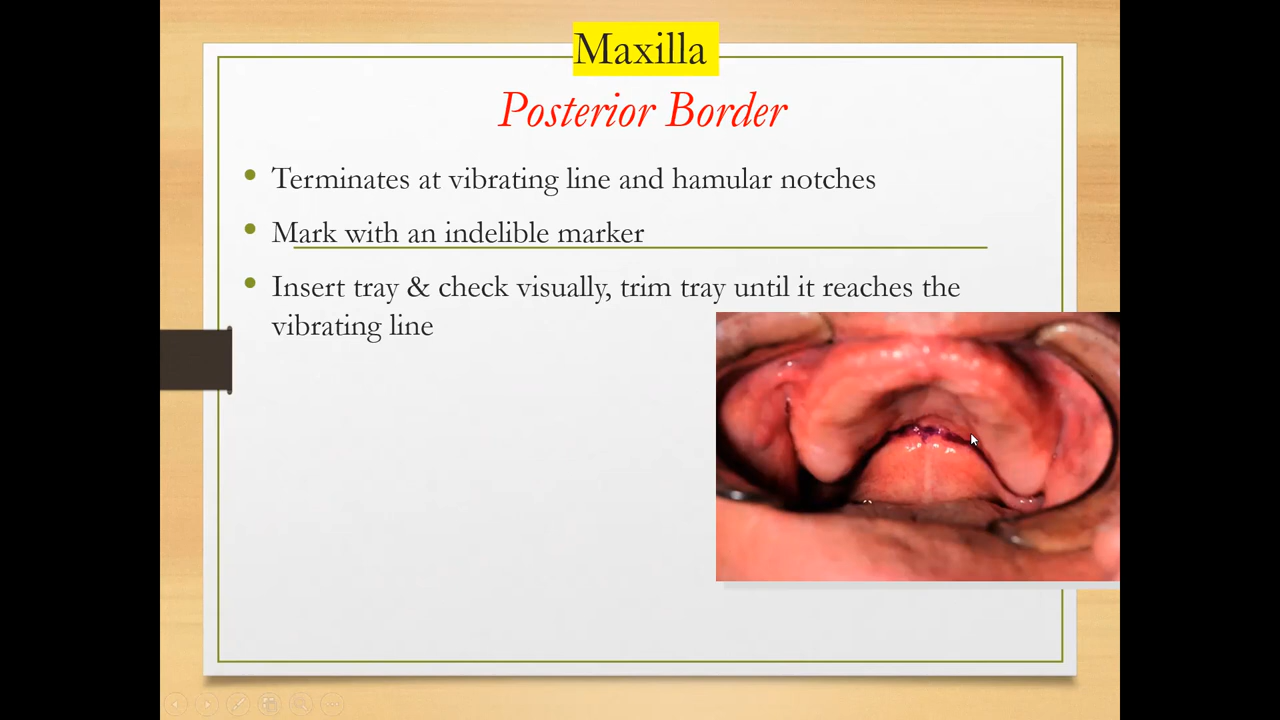 Maxilla
Posterior Border
• Terminates at vibrating line and hamular notches
• Mark with an indelible marker
• Insert tray & check visually, trim tray until it reaches the
vibrating line